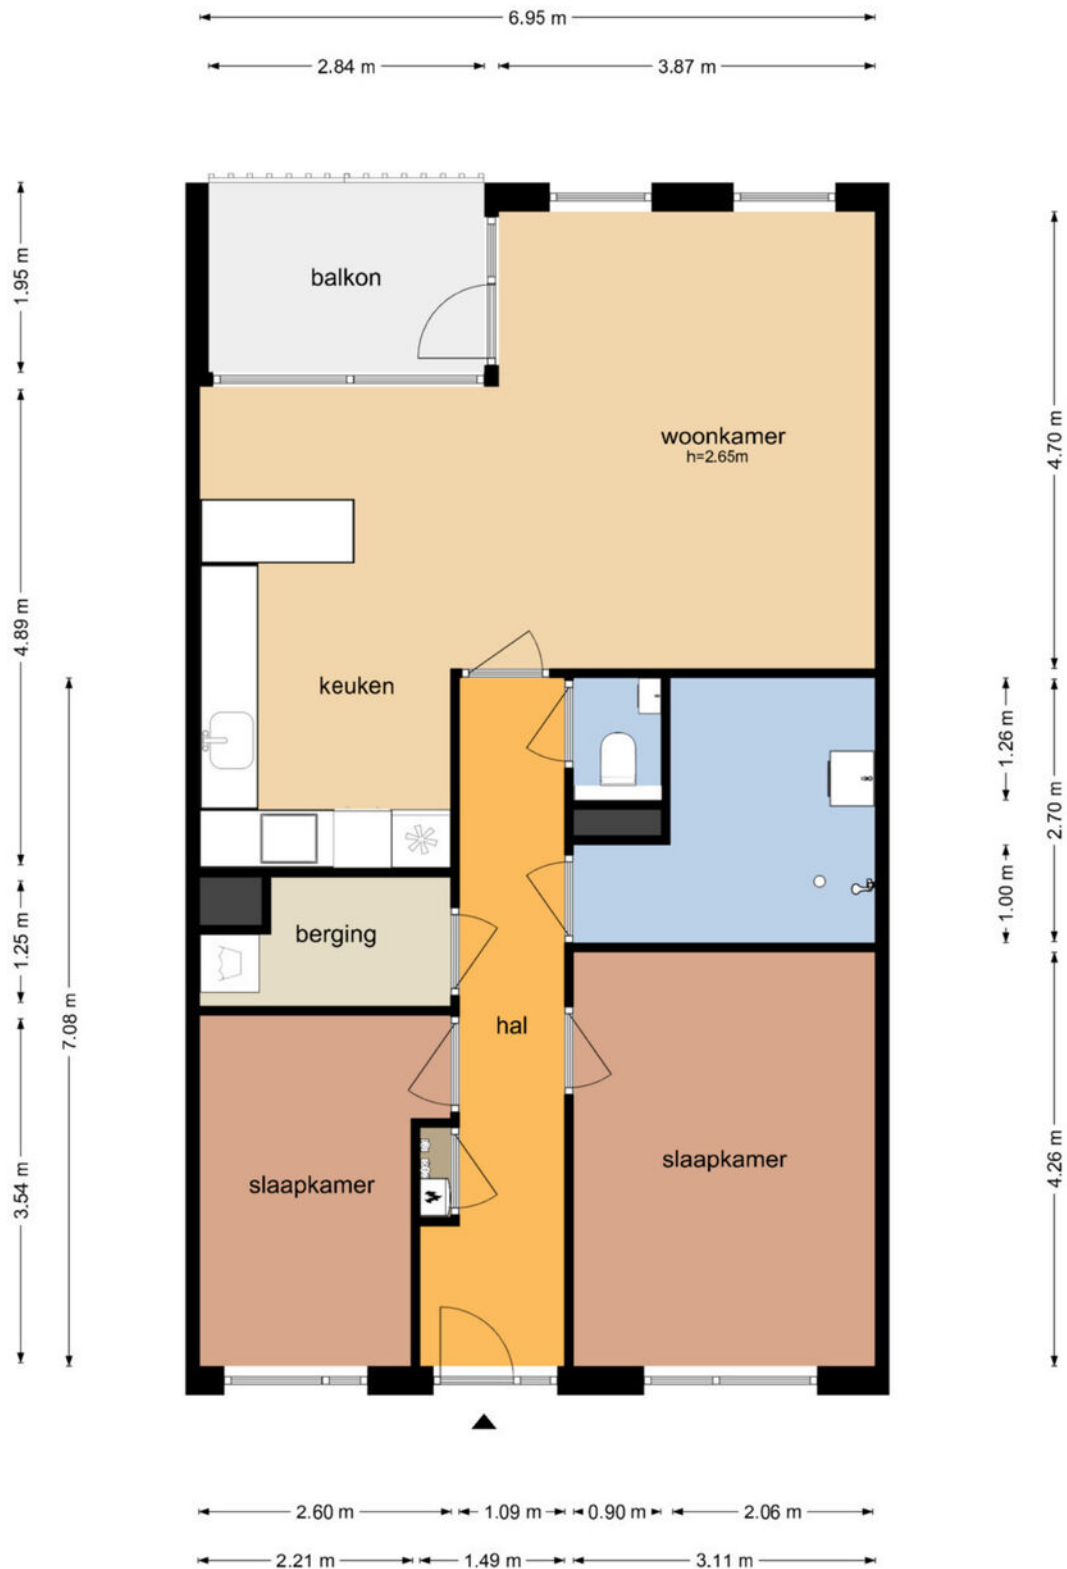 6.95 m
2.84 m
3.87 m
1.95 m
balkon
woonkamer
h=2.65m
4.70 m
4.89 m
keuken
1.26 m
2.70 m
1.00 m
berging
1.25 m
7.08 m
hal
slaapkamer
slaapkamer
3.54 m
4.26 m
2.60 m
1.09 m
0.90 m
2.06 m
2.21 m
1.49 m
3.11 m